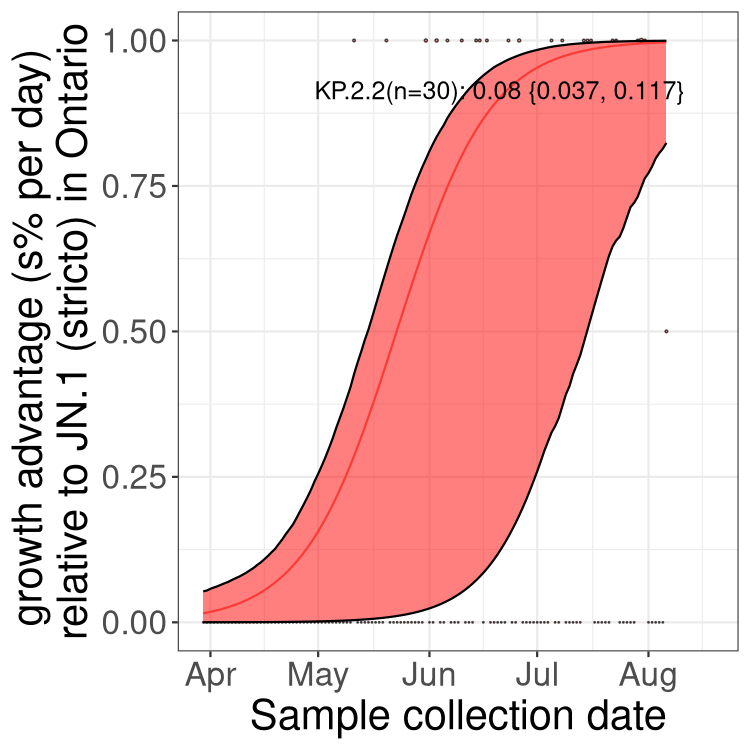 growth advantage (s% per day)
relative to JN.1 (stricto) in Ontario
1.00
0.75
0.50
0.25
0.00
KP.2.2(n=30): 0.08 {0.037, 0.117}
Apr May Jun Jul Aug
Sample collection date